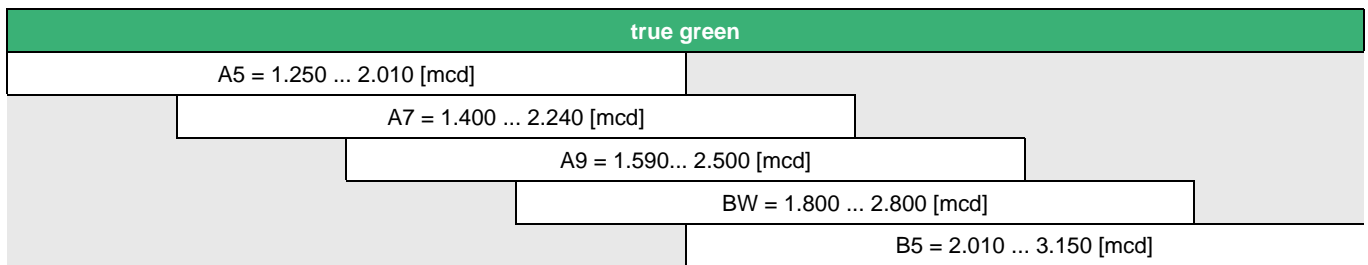 true green
A5 = 1.250 ... 2.010 [mcd]
A7 = 1.400 ... 2.240 [mcd]
A9 = 1.590... 2.500 [mcd]
BW = 1.800 ... 2.800 [mcd]
B5 = 2.010 ... 3.150 [mcd]